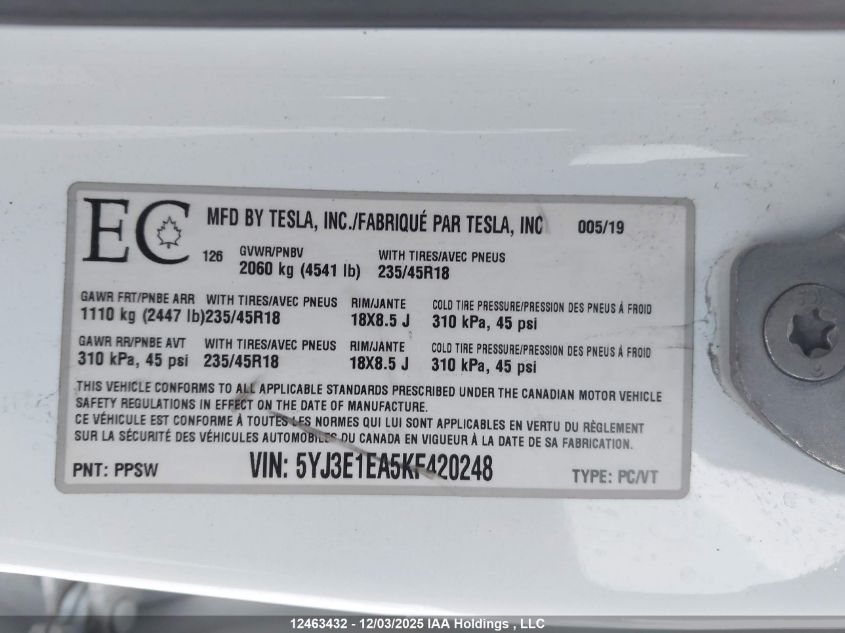 EC MFD BY TESLA, INC./FABRIQUÉ PAR TESLA, INC 005/19
126 GVWR/PNBV WITH TIRES/AVEC PNEUS
2060 kg (4541 lb) 235/45R18
GAWR FRT/PNBE ARR WITH TIRES/AVEC PNEUS RIM/JANTE COLD TIRE PRESSURE/PRESSION DES PNEUS À FROID
1110 kg (2447 lb) 235/45R18 18X8.5 J 310 kPa, 45 psi
GAWR RR/PNBE AVT WITH TIRES/AVEC PNEUS RIM/JANTE COLD TIRE PRESSURE/PRESSION DES PNEUS À FROID
310 kPa, 45 psi 235/45R18 18X8.5 J 310 kPa, 45 psi
THIS VEHICLE CONFORMS TO ALL APPLICABLE STANDARDS PRESCRIBED UNDER THE CANADIAN MOTOR VEHICLE
SAFETY REGULATIONS IN EFFECT ON THE DATE OF MANUFACTURE.
CE VÉHICULE EST CONFORME À TOUTES LES NORMES QUI LUI SONT APPLICABLES EN VERTU DU RÈGLEMENT
SUR LA SÉCURITÉ DES VÉHICULES AUTOMOBILES DU CANADA EN VIGUEUR À LA DATE DE SA FABRICATION.
PNT: PPSW VIN: 5YJ3E1EA5KF420248 TYPE: PC/VT
12463432 - 12/03/2025 IAA Holdings , LLC